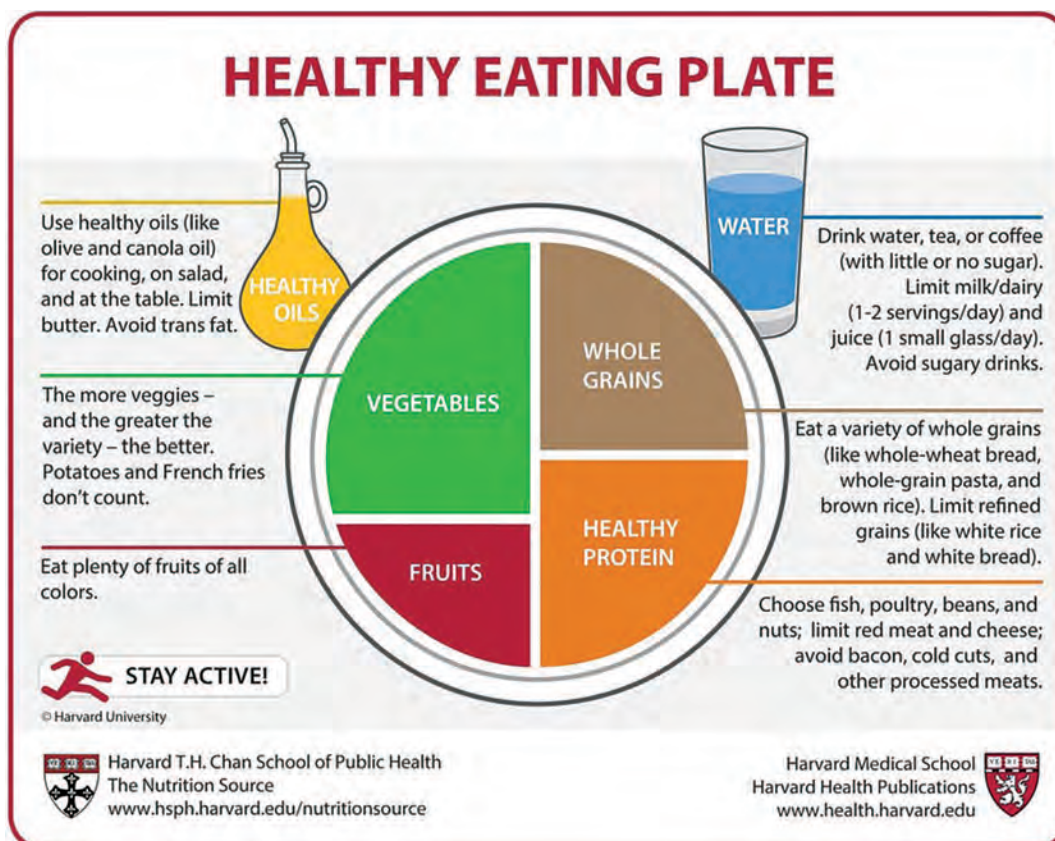 HEALTHY EATING PLATE
Use healthy oils (like
olive and canola oil)
for cooking, on salad,
and at the table. Limit
butter. Avoid trans fat.
HEALTHY
OILS
The more veggies –
and the greater the
variety – the better.
Potatoes and French fries
don't count.
Eat plenty of fruits of all
colors.
VEGETABLES
FRUITS
WHOLE
GRAINS
HEALTHY
PROTEIN
WATER
Drink water, tea, or coffee
(with little or no sugar).
Limit milk/dairy
(1-2 servings/day) and
juice (1 small glass/day).
Avoid sugary drinks.
Eat a variety of whole grains
(like whole-wheat bread,
whole-grain pasta, and
brown rice). Limit refined
grains (like white rice
and white bread).
Choose fish, poultry, beans, and
nuts; limit red meat and cheese;
avoid bacon, cold cuts, and
other processed meats.
STAY ACTIVE!
© Harvard University
Harvard T.H. Chan School of Public Health
The Nutrition Source
www.hsph.harvard.edu/nutritionsource
Harvard Medical School
Harvard Health Publications
www.health.harvard.edu